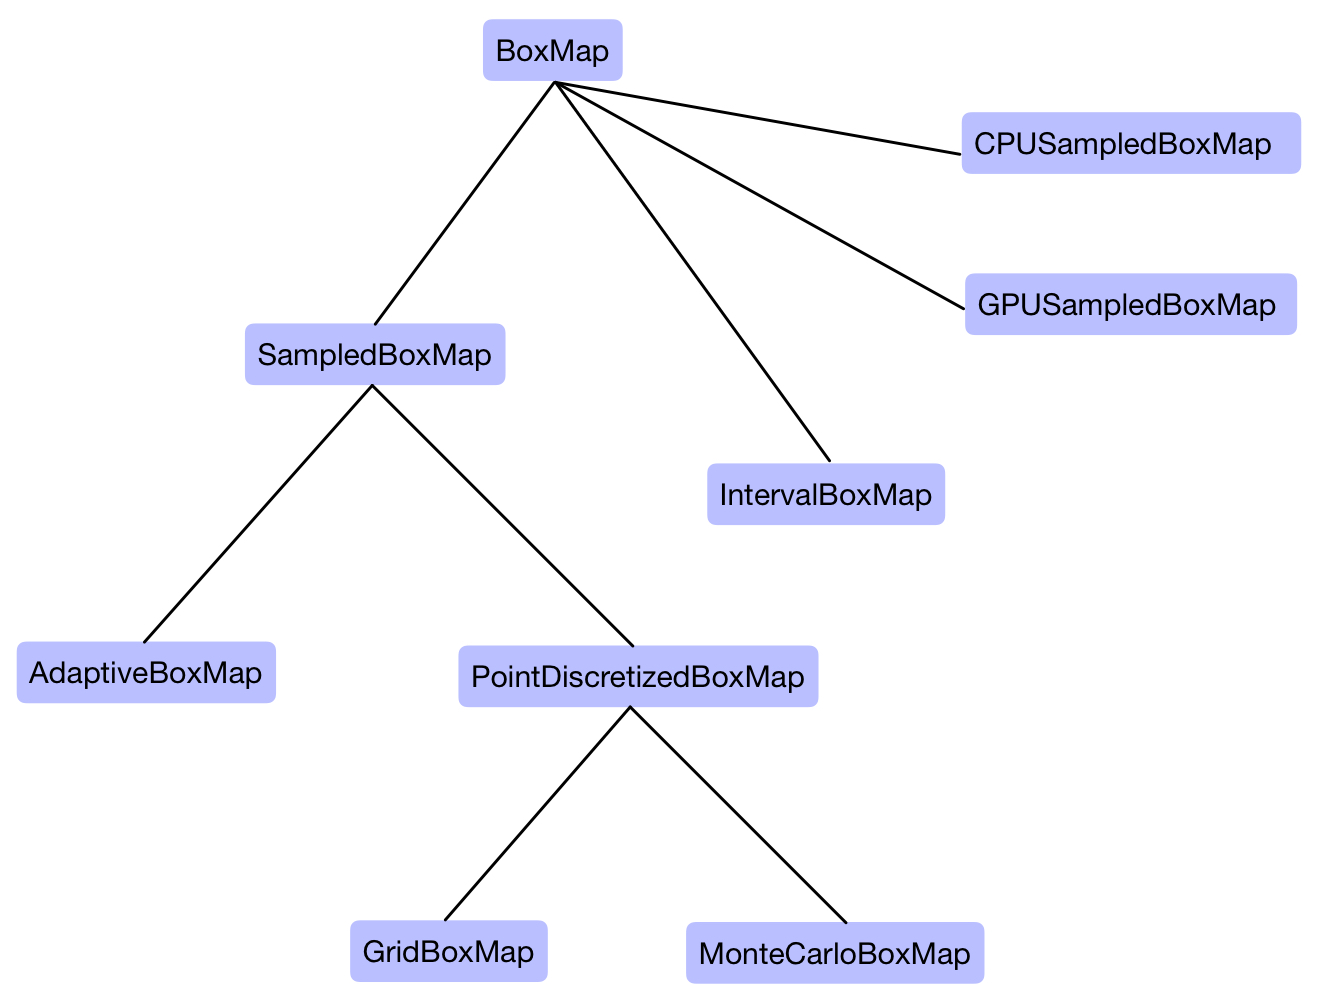 BoxMap
CPUSampledBoxMap
GPUSampledBoxMap
SampledBoxMap
IntervalBoxMap
AdaptiveBoxMap
PointDiscretizedBoxMap
GridBoxMap
MonteCarloBoxMap